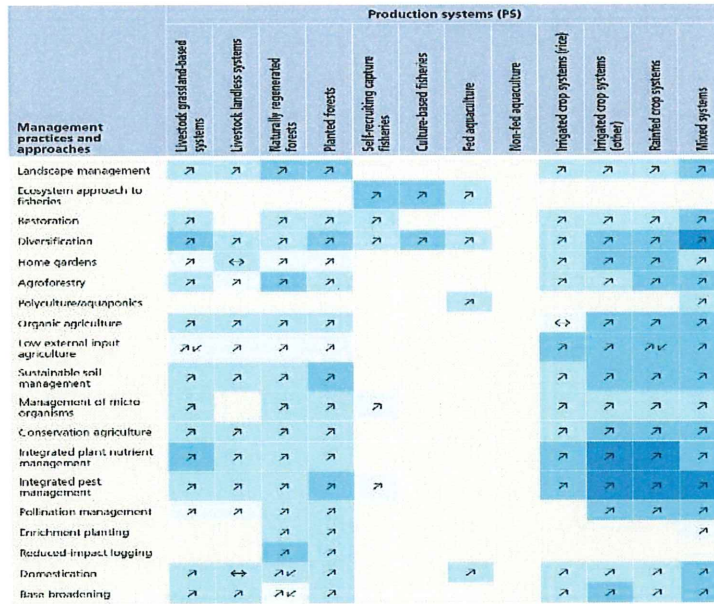 Production systems (PS)
Management
practices and
approaches
Livestock grassland-based
systems
Livestock landless systems
Naturally regenerated
forests
Planted forests
Self-recruiting capture
fisheries
Culture-based fisheries
Fed aquaculture
Non-fed aquaculture
Irrigated crop systems (rice)
Irrigated crop systems
(other)
Rainfed crop systems
Mixed systems
Landscape management ↗ ↗ ↗ ↗ ↗ ↗ ↗ ↗
Ecosystem approach to
fisheries ↗ ↗ ↗
Restoration ↗ ↗ ↗ ↗ ↗ ↗ ↗ ↗
Diversification ↗ ↗ ↗ ↗ ↗ ↗ ↗ ↗ ↗ ↗ ↗
Home gardens ↗ ↔ ↗ ↗ ↗ ↗ ↗ ↗
Agroforestry ↗ ↗ ↗ ↗ ↗ ↗ ↗ ↗
Polyculture/aquaponics ↗ ↗
Organic agriculture ↗ ↗ ↗ ↗ ↔ ↗ ↗ ↗
Low external input
agriculture ↗↙ ↗ ↗ ↗ ↗ ↗ ↗↙ ↗
Sustainable soil
management ↗ ↗ ↗ ↗ ↗ ↗ ↗ ↗
Management of micro
organisms ↗ ↗ ↗ ↗ ↗ ↗ ↗ ↗
Conservation agriculture ↗ ↗ ↗ ↗ ↗ ↗ ↗ ↗
Integrated plant nutrient
management ↗ ↗ ↗ ↗ ↗ ↗ ↗ ↗
Integrated pest
management ↗ ↗ ↗ ↗ ↗ ↗ ↗ ↗ ↗
Pollination management ↗ ↗ ↗ ↗ ↗ ↗ ↗
Enrichment planting ↗ ↗ ↗
Reduced-impact logging ↗ ↗
Domestication ↗ ↔ ↗↙ ↗ ↗ ↗ ↗ ↗ ↗
Base broadening ↗ ↗ ↗↙ ↗ ↗ ↗ ↗ ↗